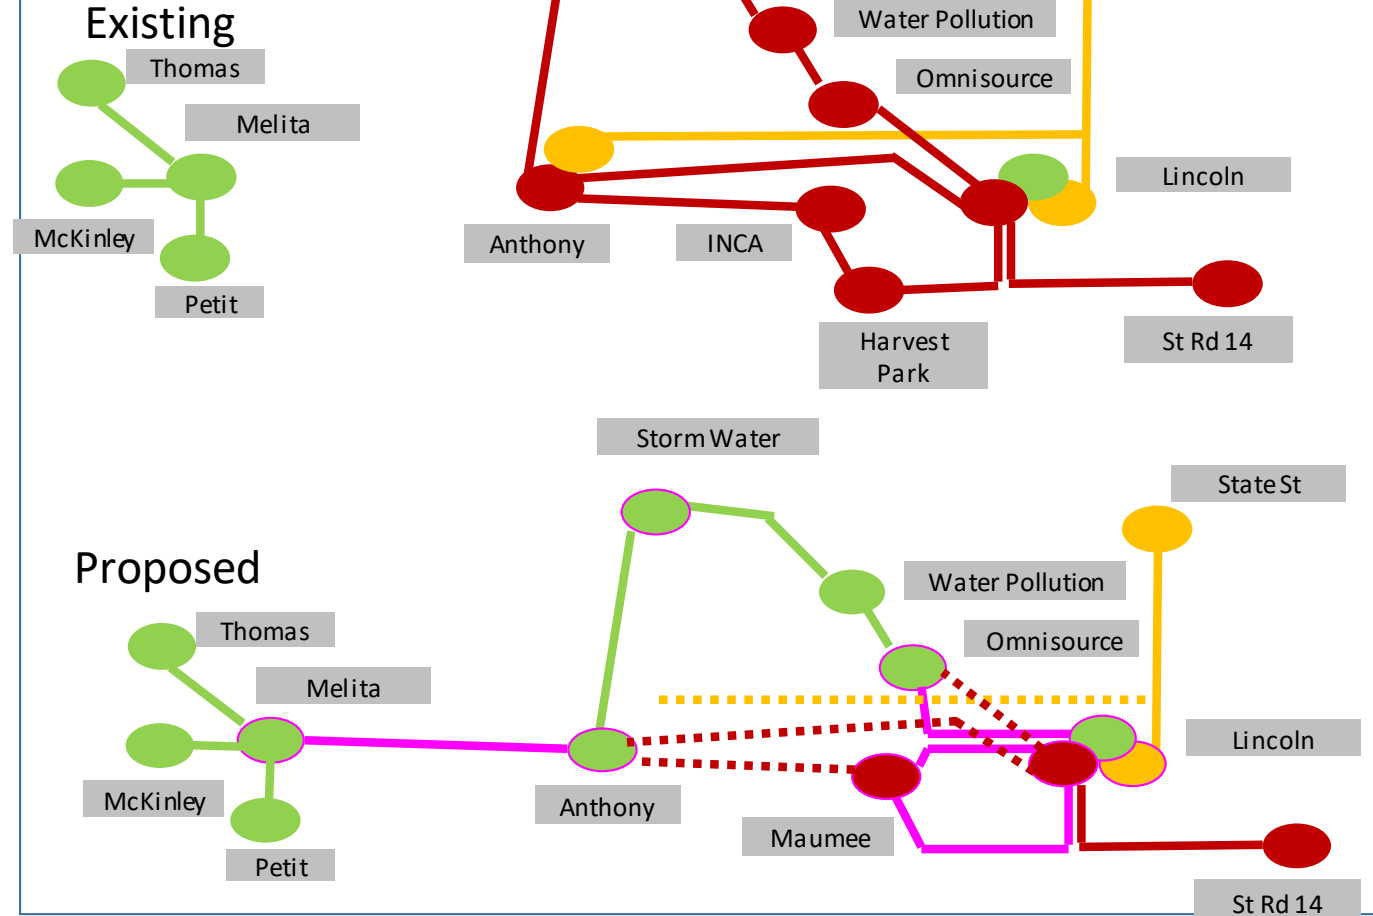 Existing
Water Pollution
Thomas
Omnisource
Melita
Lincoln
McKinley
Anthony
INCA
Petit
Harvest
Park
St Rd 14
Storm Water
State St
Proposed
Water Pollution
Thomas
Omnisource
Melita
Lincoln
McKinley
Anthony
Maumee
Petit
St Rd 14